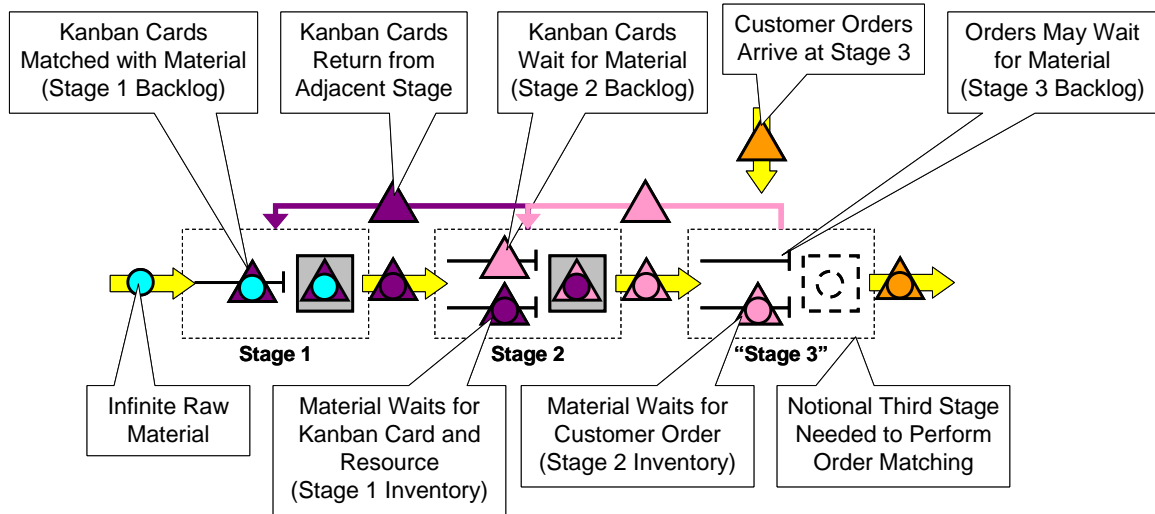 Kanban Cards
Matched with Material
(Stage 1 Backlog)
Kanban Cards
Return from
Adjacent Stage
Kanban Cards
Wait for Material
(Stage 2 Backlog)
Customer Orders
Arrive at Stage 3
Orders May Wait
for Material
(Stage 3 Backlog)
Stage 1
Stage 2
“Stage 3”
Infinite Raw
Material
Material Waits for
Kanban Card and
Resource
(Stage 1 Inventory)
Material Waits for
Customer Order
(Stage 2 Inventory)
Notional Third Stage
Needed to Perform
Order Matching